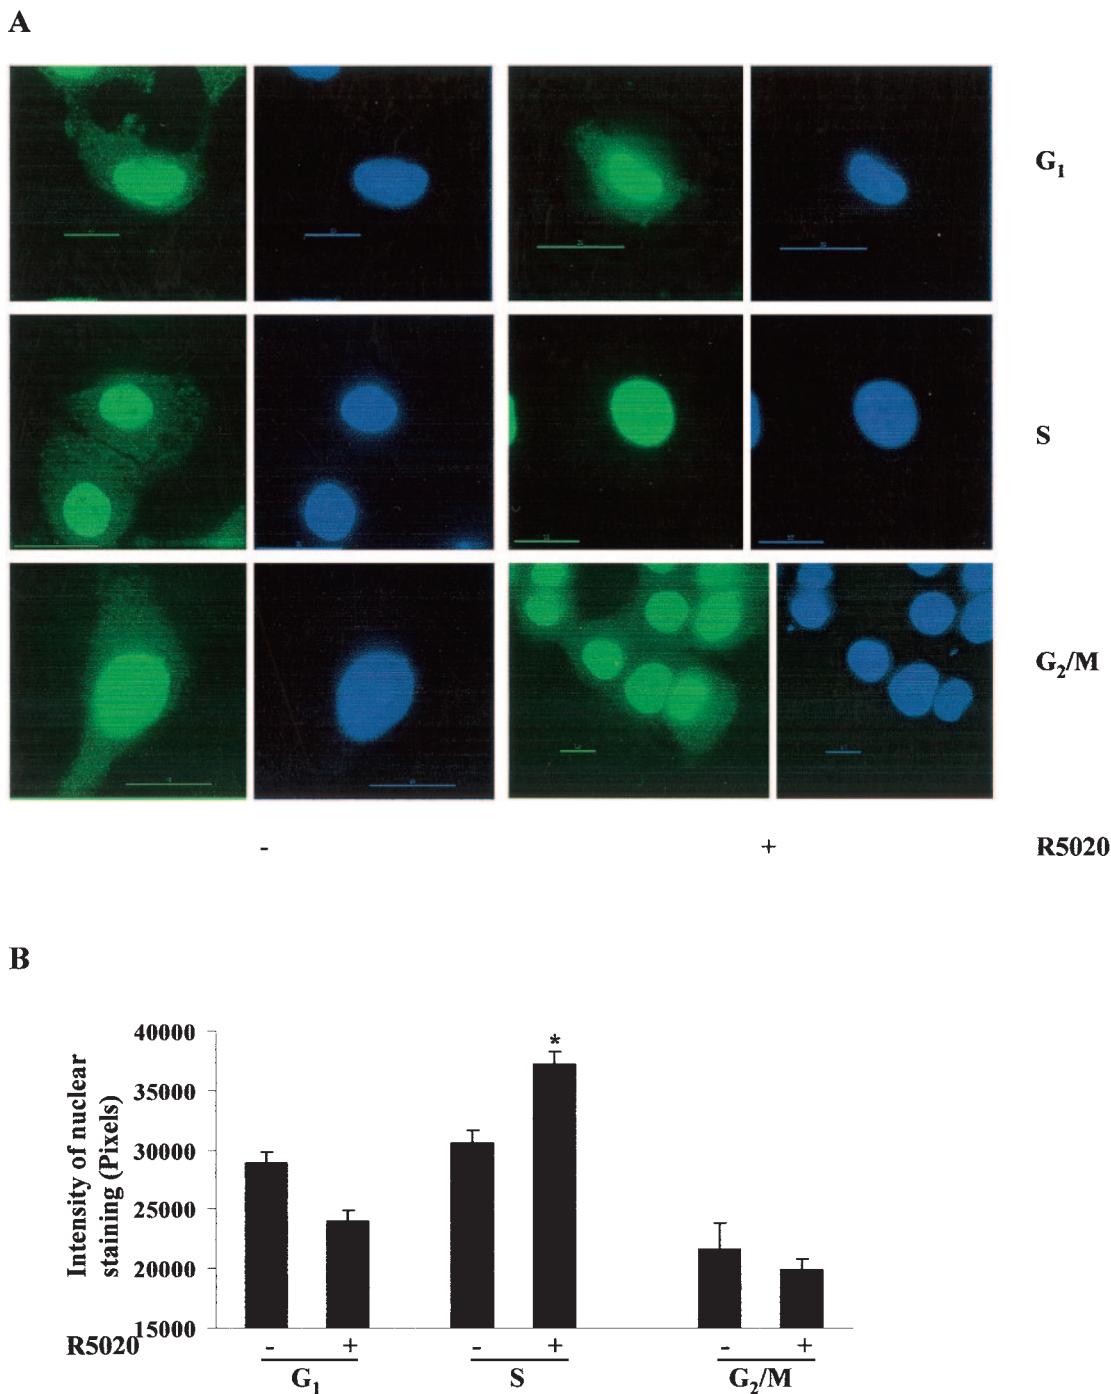 A
G₁
S
G₂/M
- + R5020
B
Intensity of nuclear
staining (Pixels)
40000
35000
30000
25000
20000
15000
*
R5020 - + - + - +
G₁ S G₂/M